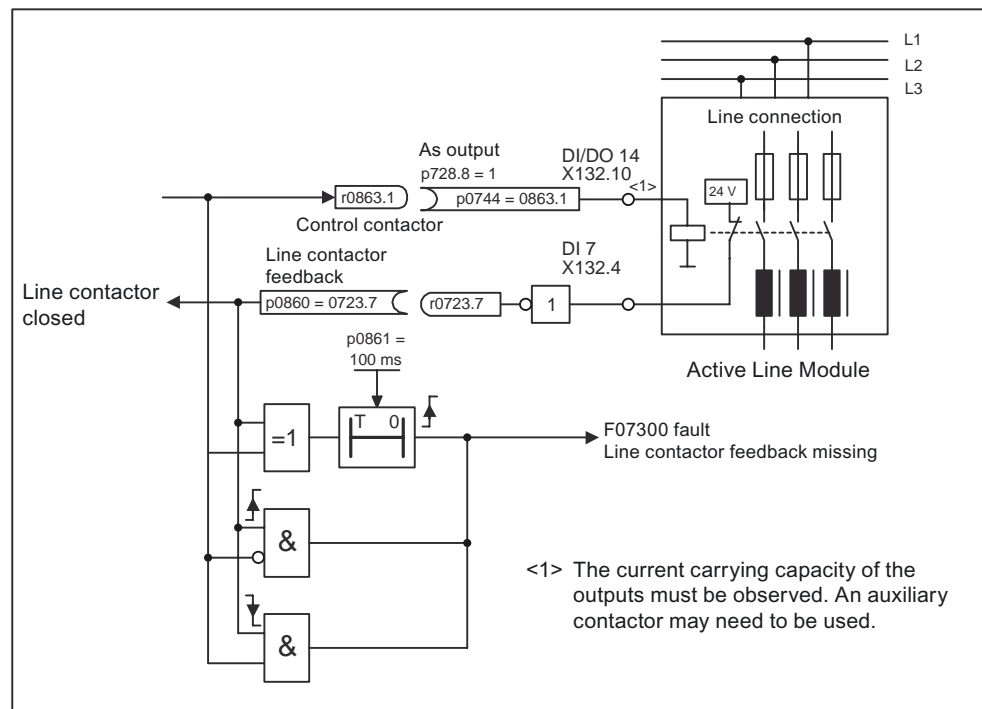 L1
L2
L3
Line connection
As output
p728.8 = 1
DI/DO 14
X132.10
<1>
24 V
r0863.1
p0744 = 0863.1
Control contactor
Line contactor
feedback
DI 7
X132.4
Line contactor
closed
p0860 = 0723.7
r0723.7
1
p0861 =
100 ms
Active Line Module
=1
T 0
F07300 fault
Line contactor feedback missing
&
<1> The current carrying capacity of the
outputs must be observed. An auxiliary
contactor may need to be used.
&